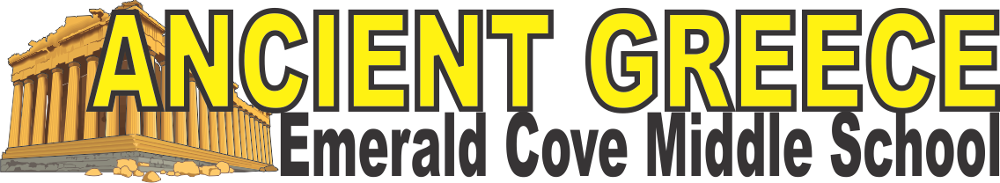 ANCIENT GREECE
Emerald Cove Middle School